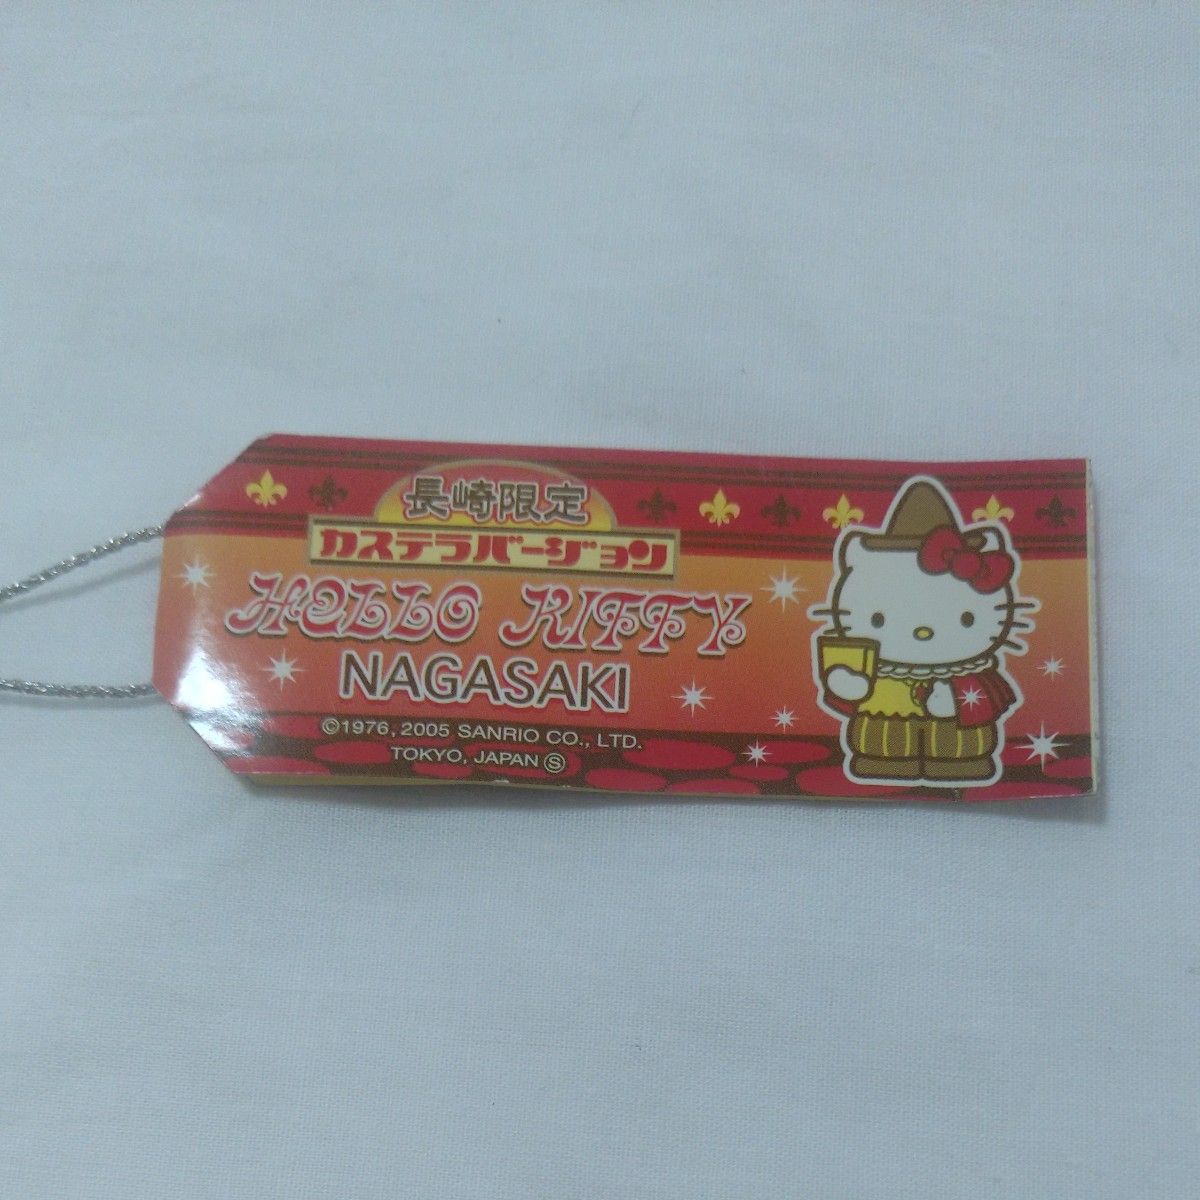 長崎限定
カステラバージョン
HELLO KITTY
NAGASAKI
©1976, 2005 SANRIO CO., LTD.
TOKYO, JAPAN Ⓢ